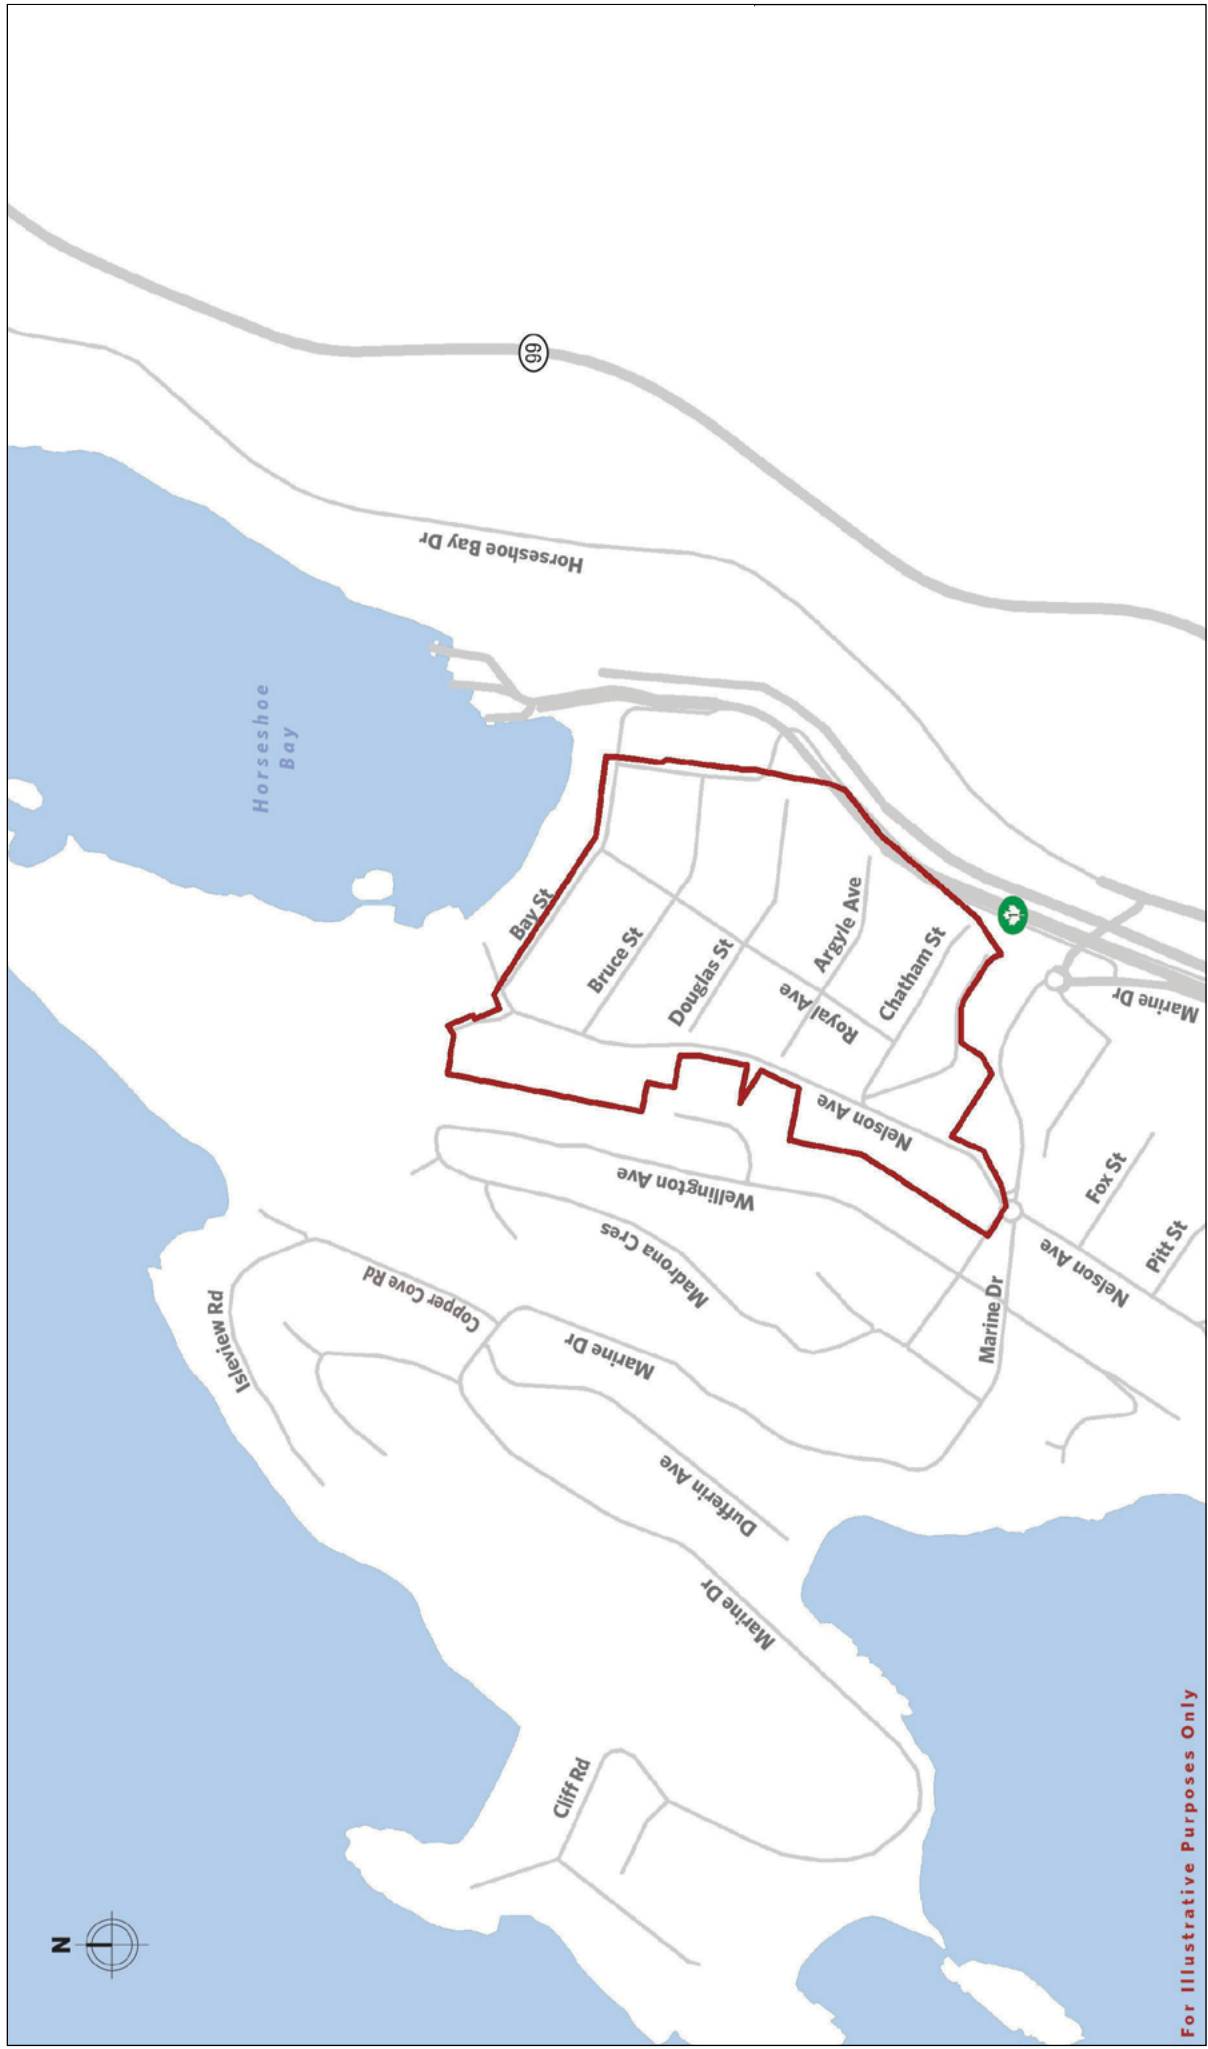 99
Horseshoe Bay Dr
Horseshoe
Bay
Bay St
Bruce St
Douglas St
Argyle Ave
Royal Ave
Chatham St
1
Marine Dr
Nelson Ave
Wellington Ave
Fox St
Pitt St
Nelson Ave
Marine Dr
Madrona Cres
Copper Cove Rd
Marine Dr
Isleview Rd
Dufferin Ave
Marine Dr
Cliff Rd
N
For Illustrative Purposes Only